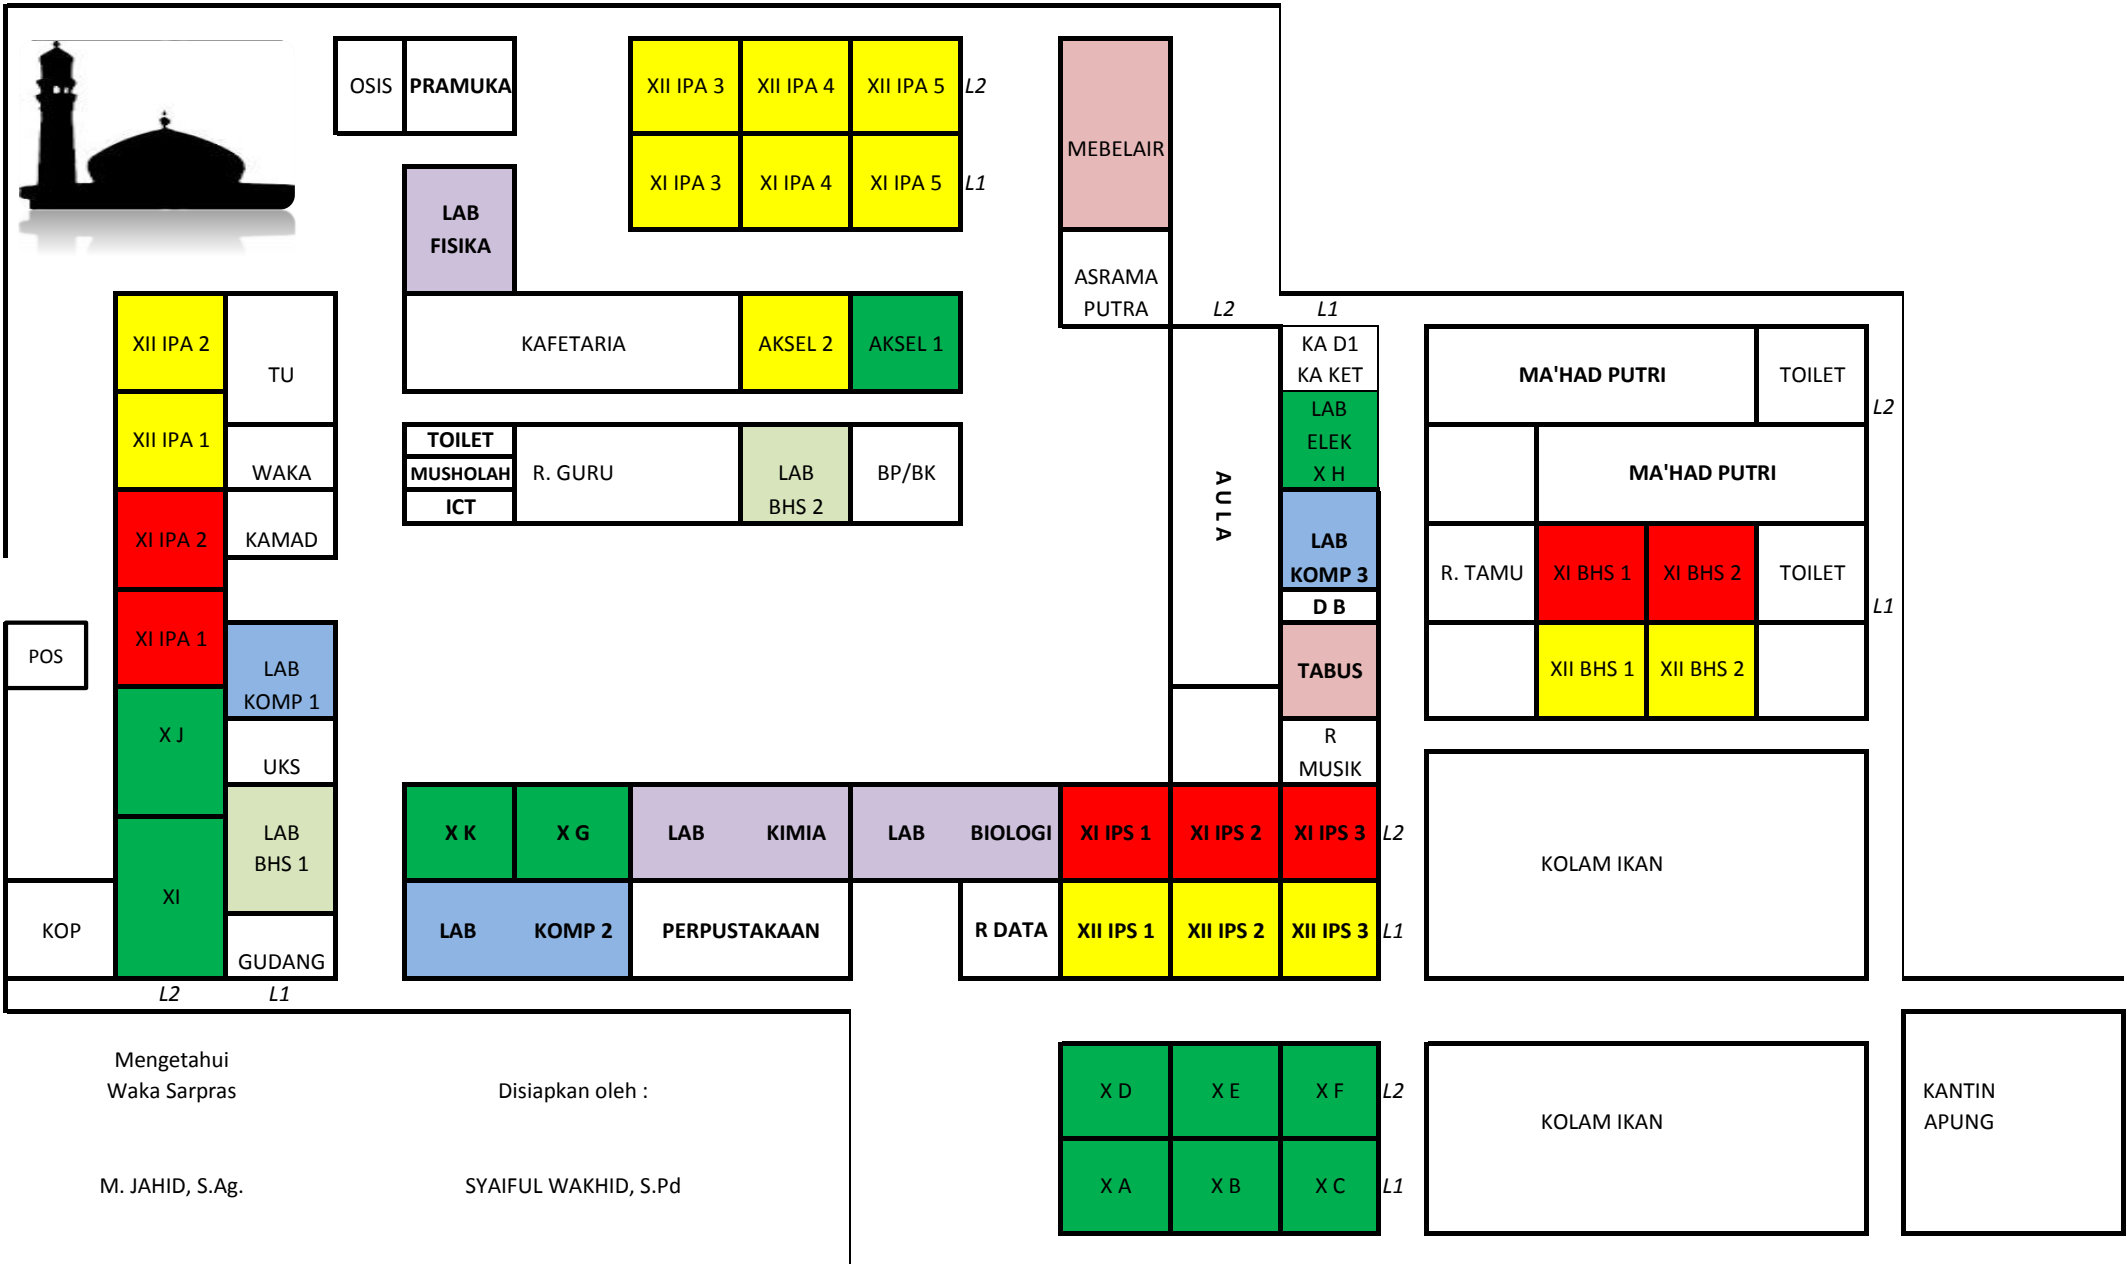 OSIS PRAMUKA
XII IPA 3 XII IPA 4 XII IPA 5 L2
XI IPA 3 XI IPA 4 XI IPA 5 L1
MEBELAIR
ASRAMA
PUTRA
LAB
FISIKA
KAFETARIA AKSEL 2 AKSEL 1
TOILET
MUSHOLAH
ICT
R. GURU
LAB
BHS 2
BP/BK
XII IPA 2
XII IPA 1
XI IPA 2
XI IPA 1
X J
XI
L2
TU
WAKA
KAMAD
LAB
KOMP 1
UKS
LAB
BHS 1
GUDANG
L1
POS
KOP
L2 L1
AULA
KA D1
KA KET
LAB
ELEK
X H
LAB
KOMP 3
D B
TABUS
R
MUSIK
MA'HAD PUTRI TOILET
L2
MA'HAD PUTRI
R. TAMU XI BHS 1 XI BHS 2 TOILET
L1
XII BHS 1 XII BHS 2
X K X G LAB KIMIA LAB BIOLOGI XI IPS 1 XI IPS 2 XI IPS 3 L2
LAB KOMP 2 PERPUSTAKAAN R DATA XII IPS 1 XII IPS 2 XII IPS 3 L1
KOLAM IKAN
X D X E X F L2
X A X B X C L1
KOLAM IKAN
KANTIN
APUNG
Mengetahui
Waka Sarpras
M. JAHID, S.Ag.
Disiapkan oleh :
SYAIFUL WAKHID, S.Pd